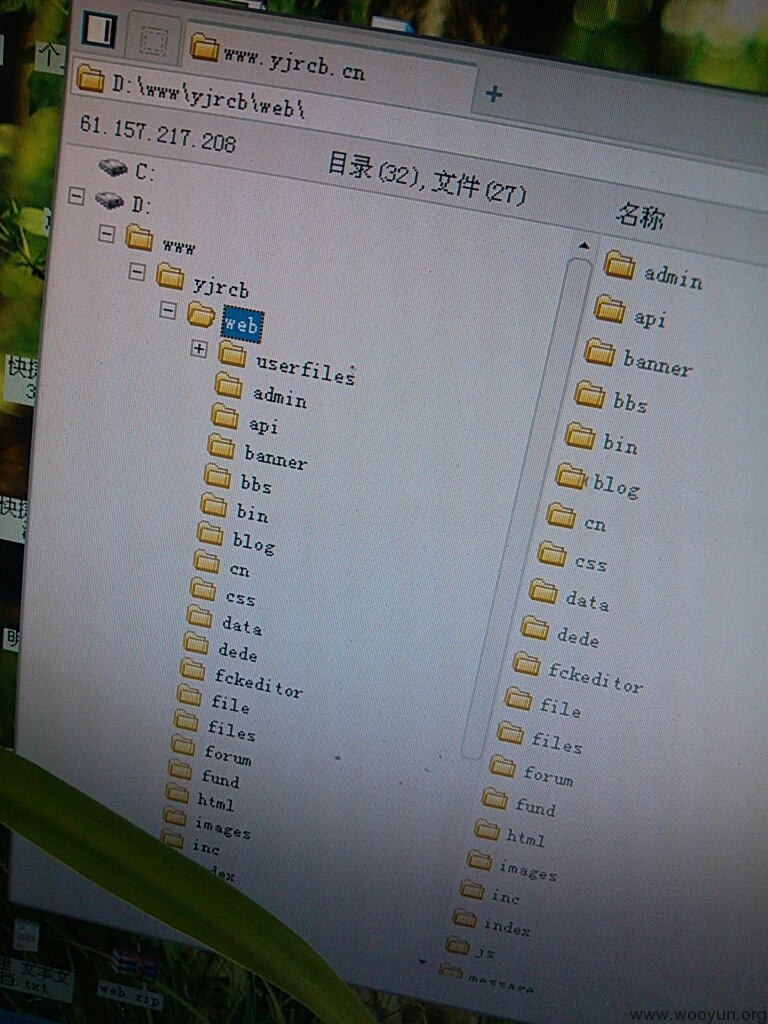 www.yjrcb.cn
+
D:\www\yjrcb\web\
61.157.217.208
目录(32),文件(27)
名称
C:
D:
www
yjrcb
web
userfiles
admin
api
banner
bbs
bin
blog
cn
css
data
dede
fckeditor
file
files
forum
fund
html
images
inc
admin
api
banner
bbs
bin
blog
cn
css
data
dede
fckeditor
file
files
forum
fund
html
images
inc
index
js
个
快捷
3
快捷
明
文本文
.txt
web.zip
www.wooyun.org